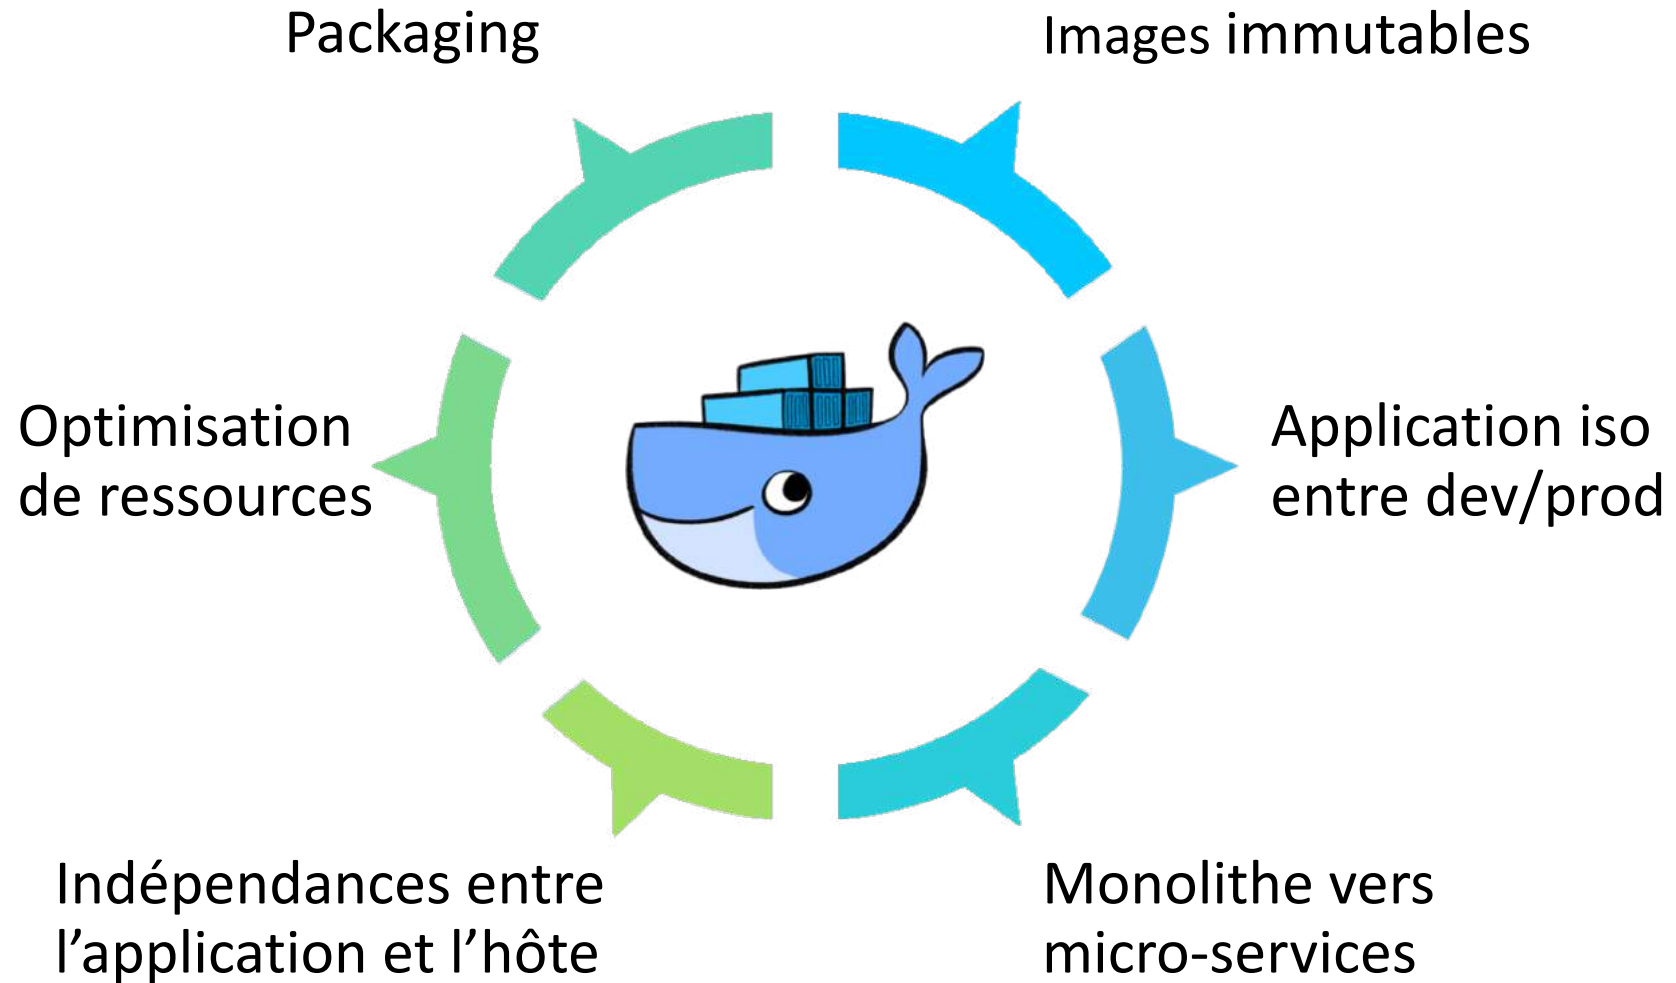 Packaging
Images immutables
Optimisation
de ressources
Application iso
entre dev/prod
Indépendances entre
l’application et l’hôte
Monolithe vers
micro-services